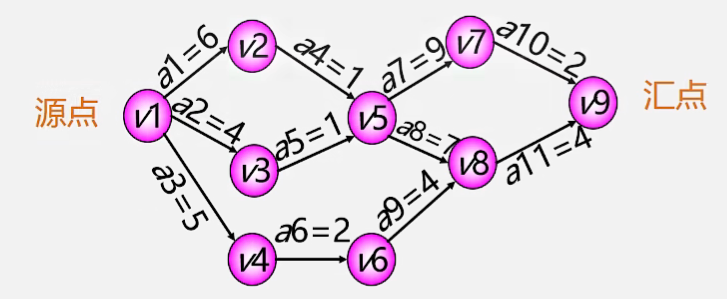 源点
v1
a1=6
v2
a4=1
a2=4
v3
a5=1
v5
a3=5
v4
a6=2
v6
a9=4
a7=9
v7
a8=7
v8
a10=2
a11=4
v9
汇点